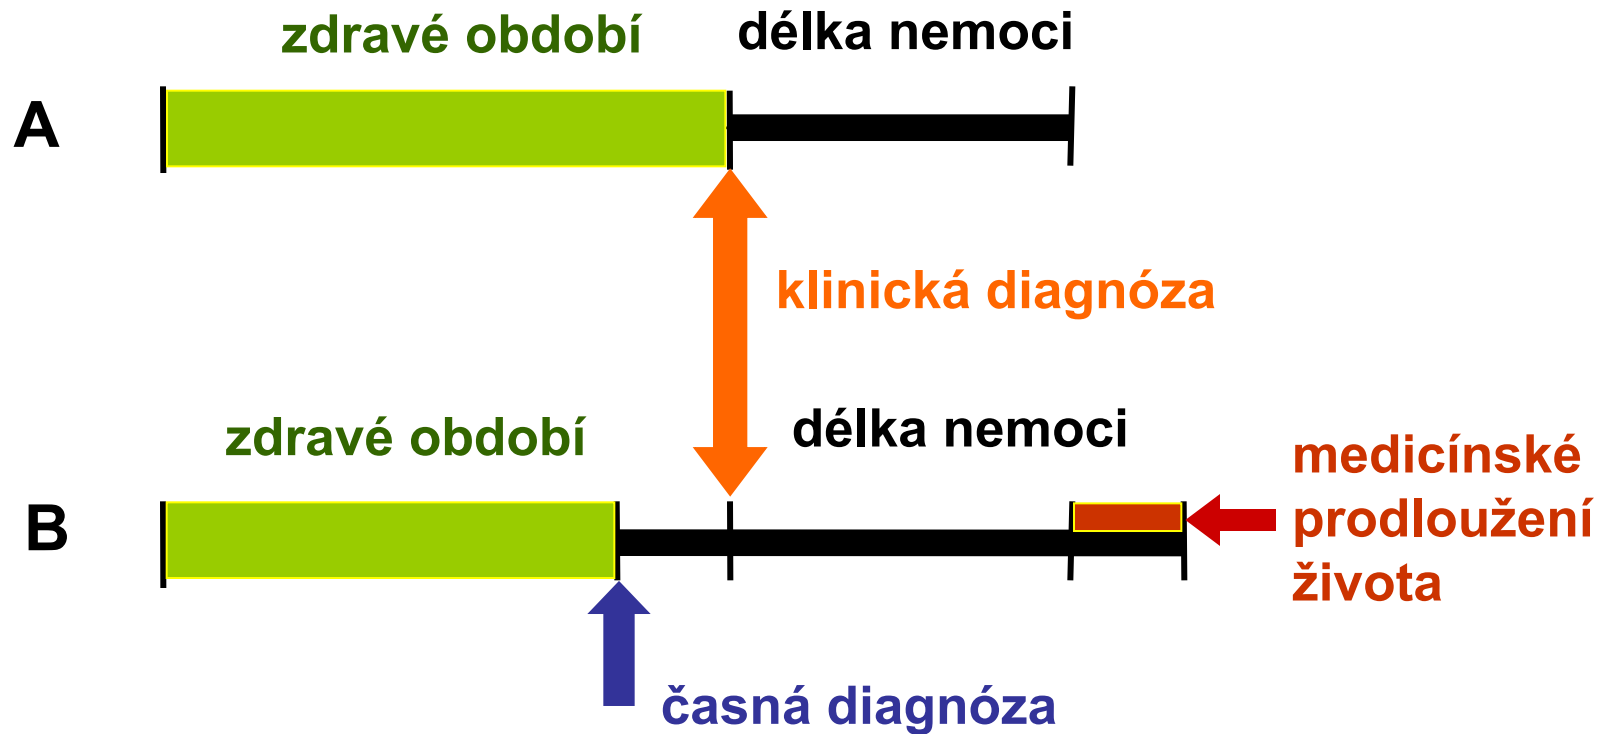 zdravé období
délka nemoci
A
klinická diagnóza
zdravé období
délka nemoci
B
medicínské
prodloužení
života
časná diagnóza